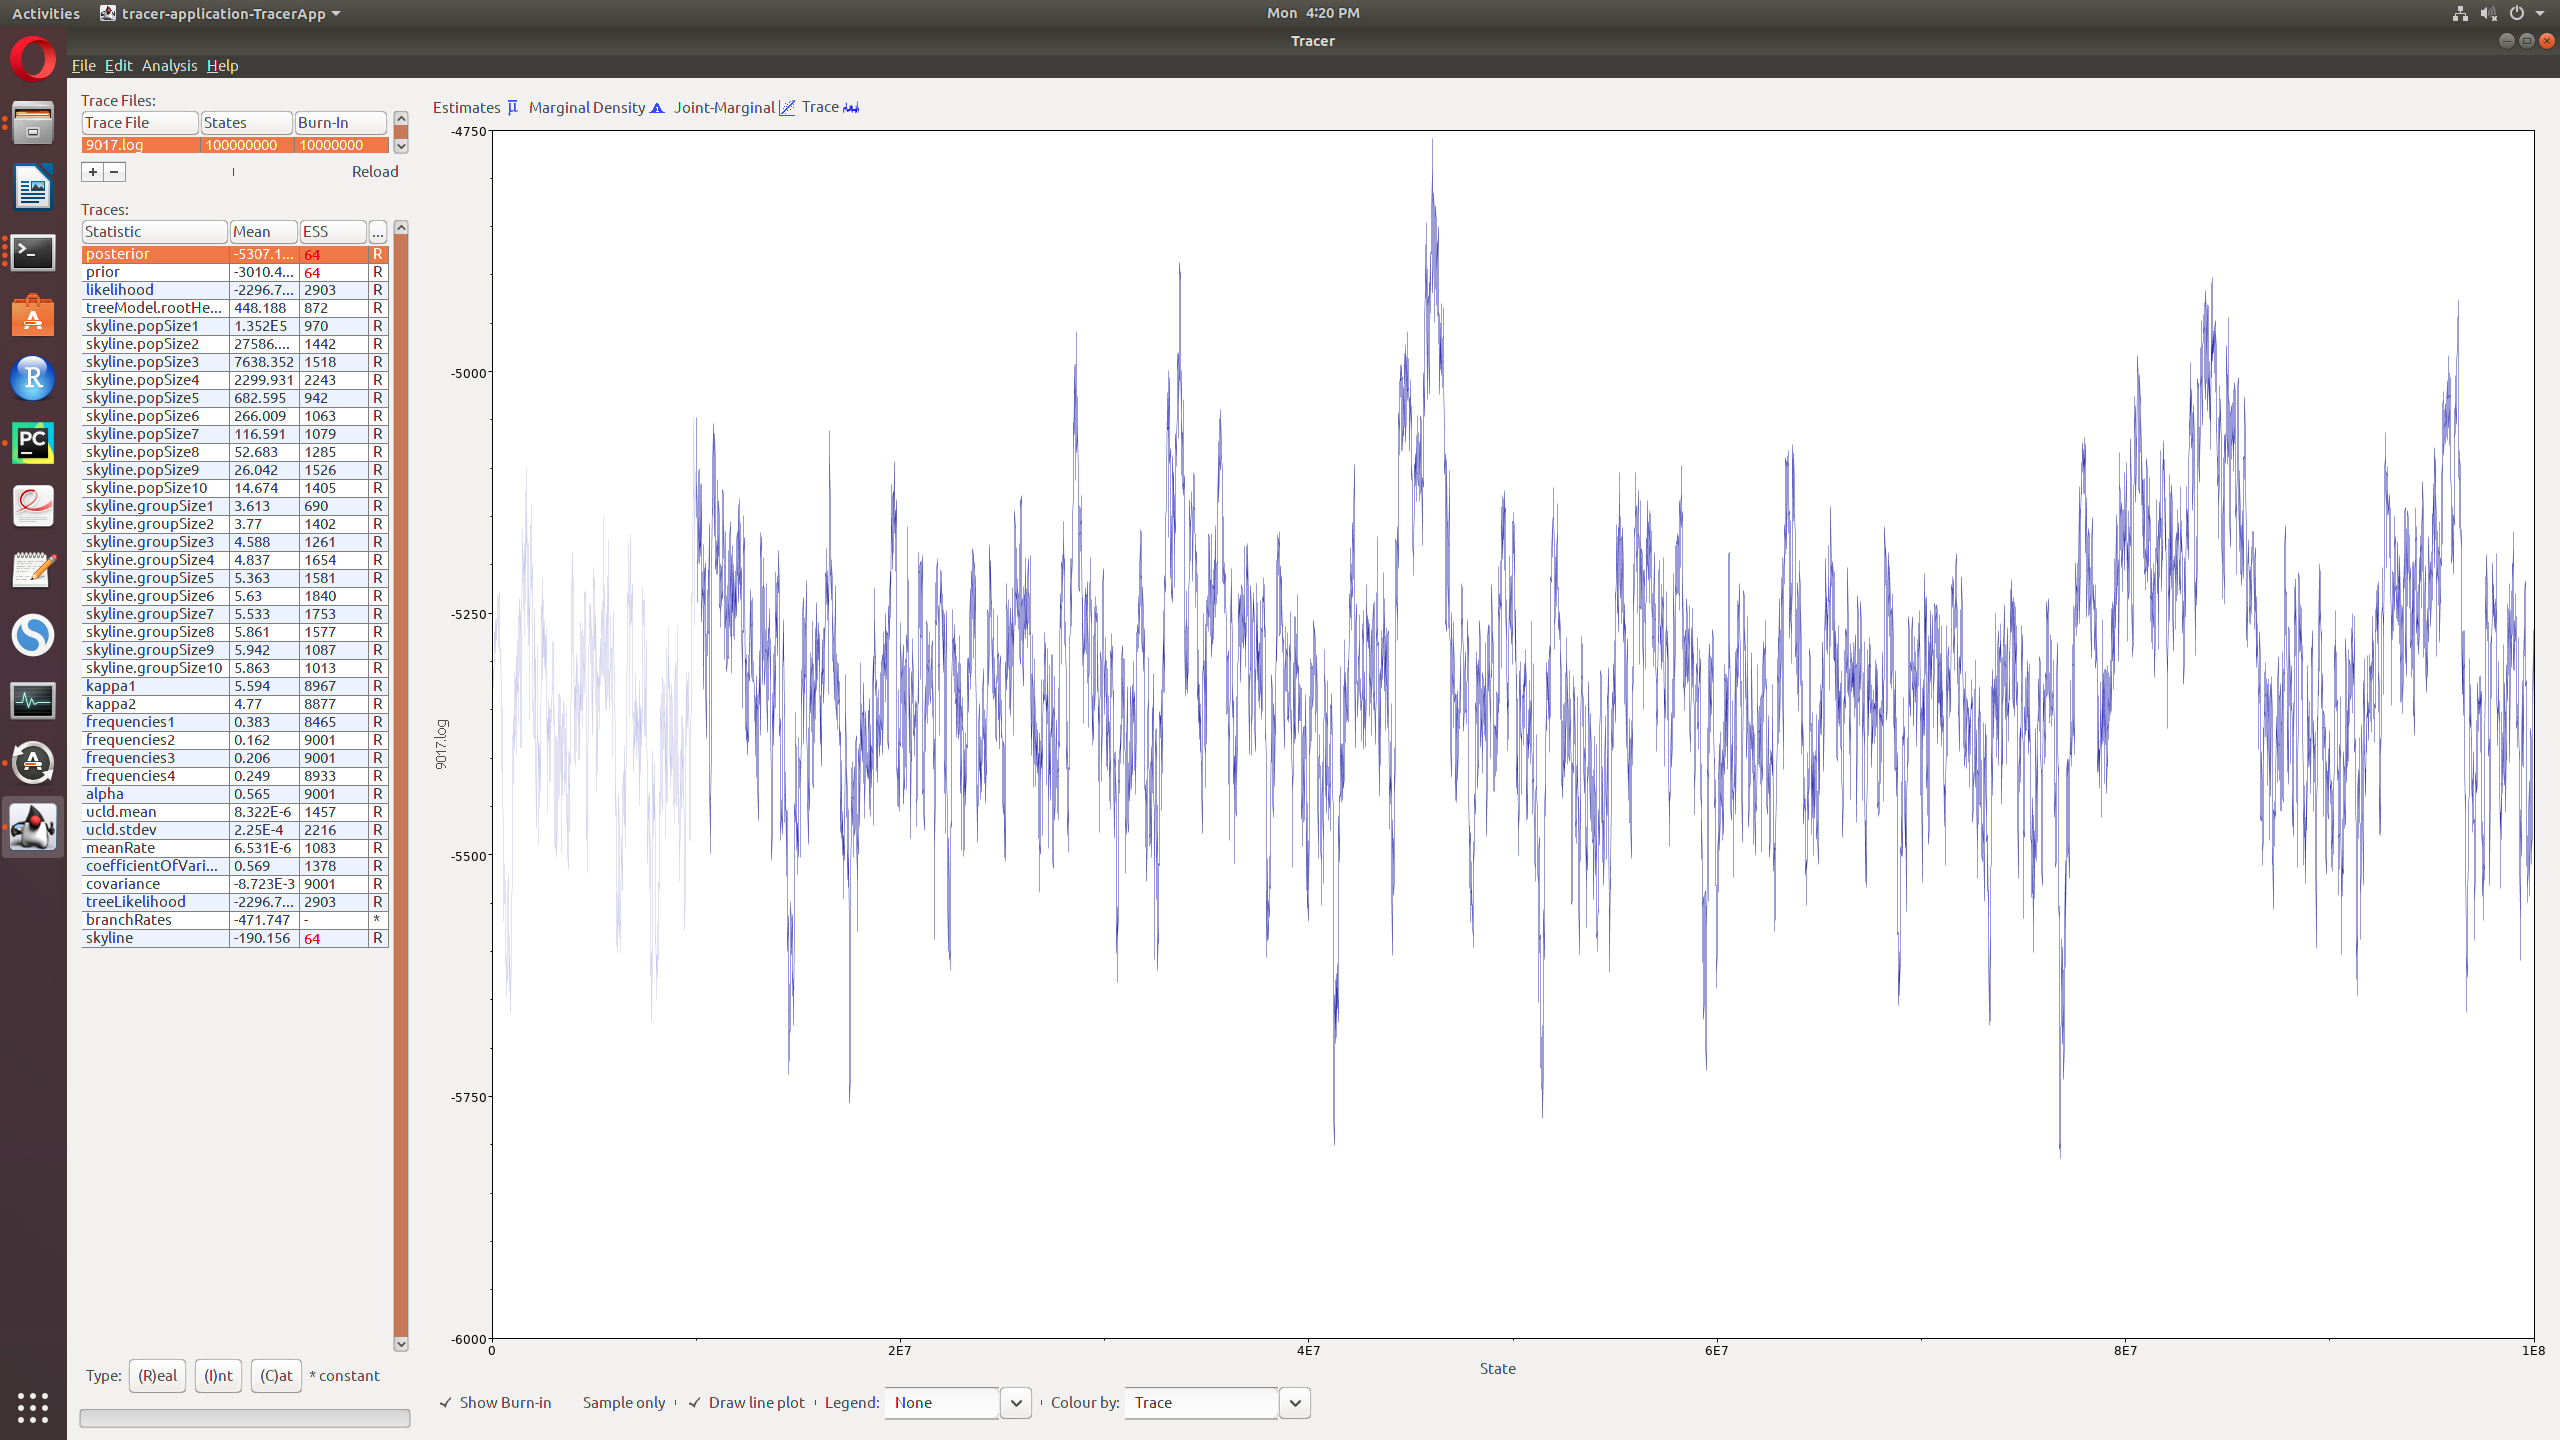 Activities tracer-application-TracerApp Mon 4:20 PM
Tracer
File Edit Analysis Help
Trace Files:
Trace File States Burn-In
9017.log 100000000 10000000
+ − Reload
Traces:
Statistic Mean ESS ...
posterior -5307.1... 64 R
prior -3010.4... 64 R
likelihood -2296.7... 2903 R
treeModel.rootHe... 448.188 872 R
skyline.popSize1 1.352E5 970 R
skyline.popSize2 27586.... 1442 R
skyline.popSize3 7638.352 1518 R
skyline.popSize4 2299.931 2243 R
skyline.popSize5 682.595 942 R
skyline.popSize6 266.009 1063 R
skyline.popSize7 116.591 1079 R
skyline.popSize8 52.683 1285 R
skyline.popSize9 26.042 1526 R
skyline.popSize10 14.674 1405 R
skyline.groupSize1 3.613 690 R
skyline.groupSize2 3.77 1402 R
skyline.groupSize3 4.588 1261 R
skyline.groupSize4 4.837 1654 R
skyline.groupSize5 5.363 1581 R
skyline.groupSize6 5.63 1840 R
skyline.groupSize7 5.533 1753 R
skyline.groupSize8 5.861 1577 R
skyline.groupSize9 5.942 1087 R
skyline.groupSize10 5.863 1013 R
kappa1 5.594 8967 R
kappa2 4.77 8877 R
frequencies1 0.383 8465 R
frequencies2 0.162 9001 R
frequencies3 0.206 9001 R
frequencies4 0.249 8933 R
alpha 0.565 9001 R
ucld.mean 8.322E-6 1457 R
ucld.stdev 2.25E-4 2216 R
meanRate 6.531E-6 1083 R
coefficientOfVari... 0.569 1378 R
covariance -8.723E-3 9001 R
treeLikelihood -2296.7... 2903 R
branchRates -471.747 - *
skyline -190.156 64 R
Type: (R)eal (I)nt (C)at * constant
Estimates Marginal Density Joint-Marginal Trace
-4750
-5000
-5250
-5500
-5750
-6000
9017.log
0 2E7 4E7 6E7 8E7 1E8
State
Show Burn-in Sample only Draw line plot Legend: None Colour by: Trace
R
PC